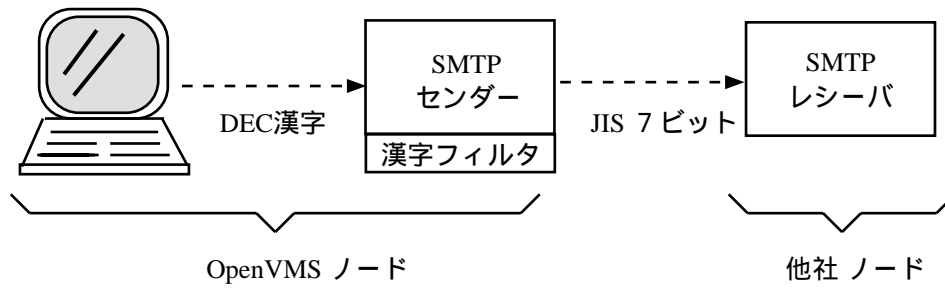 SMTP
センダー
漢字フィルタ
DEC漢字
JIS 7ビット
SMTP
レシーバ
OpenVMS ノード
他社 ノード